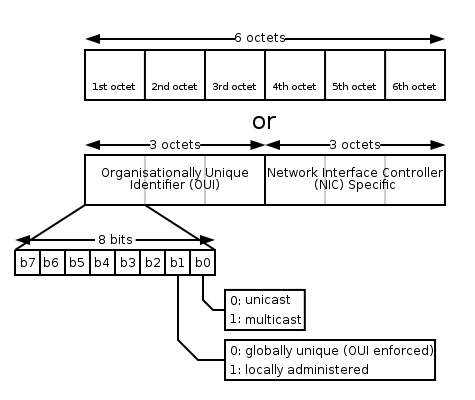 6 octets
1st octet 2nd octet 3rd octet 4th octet 5th octet 6th octet
or
3 octets 3 octets
Organisationally Unique
Identifier (OUI)
Network Interface Controller
(NIC) Specific
8 bits
b7 b6 b5 b4 b3 b2 b1 b0
0: unicast
1: multicast
0: globally unique (OUI enforced)
1: locally administered